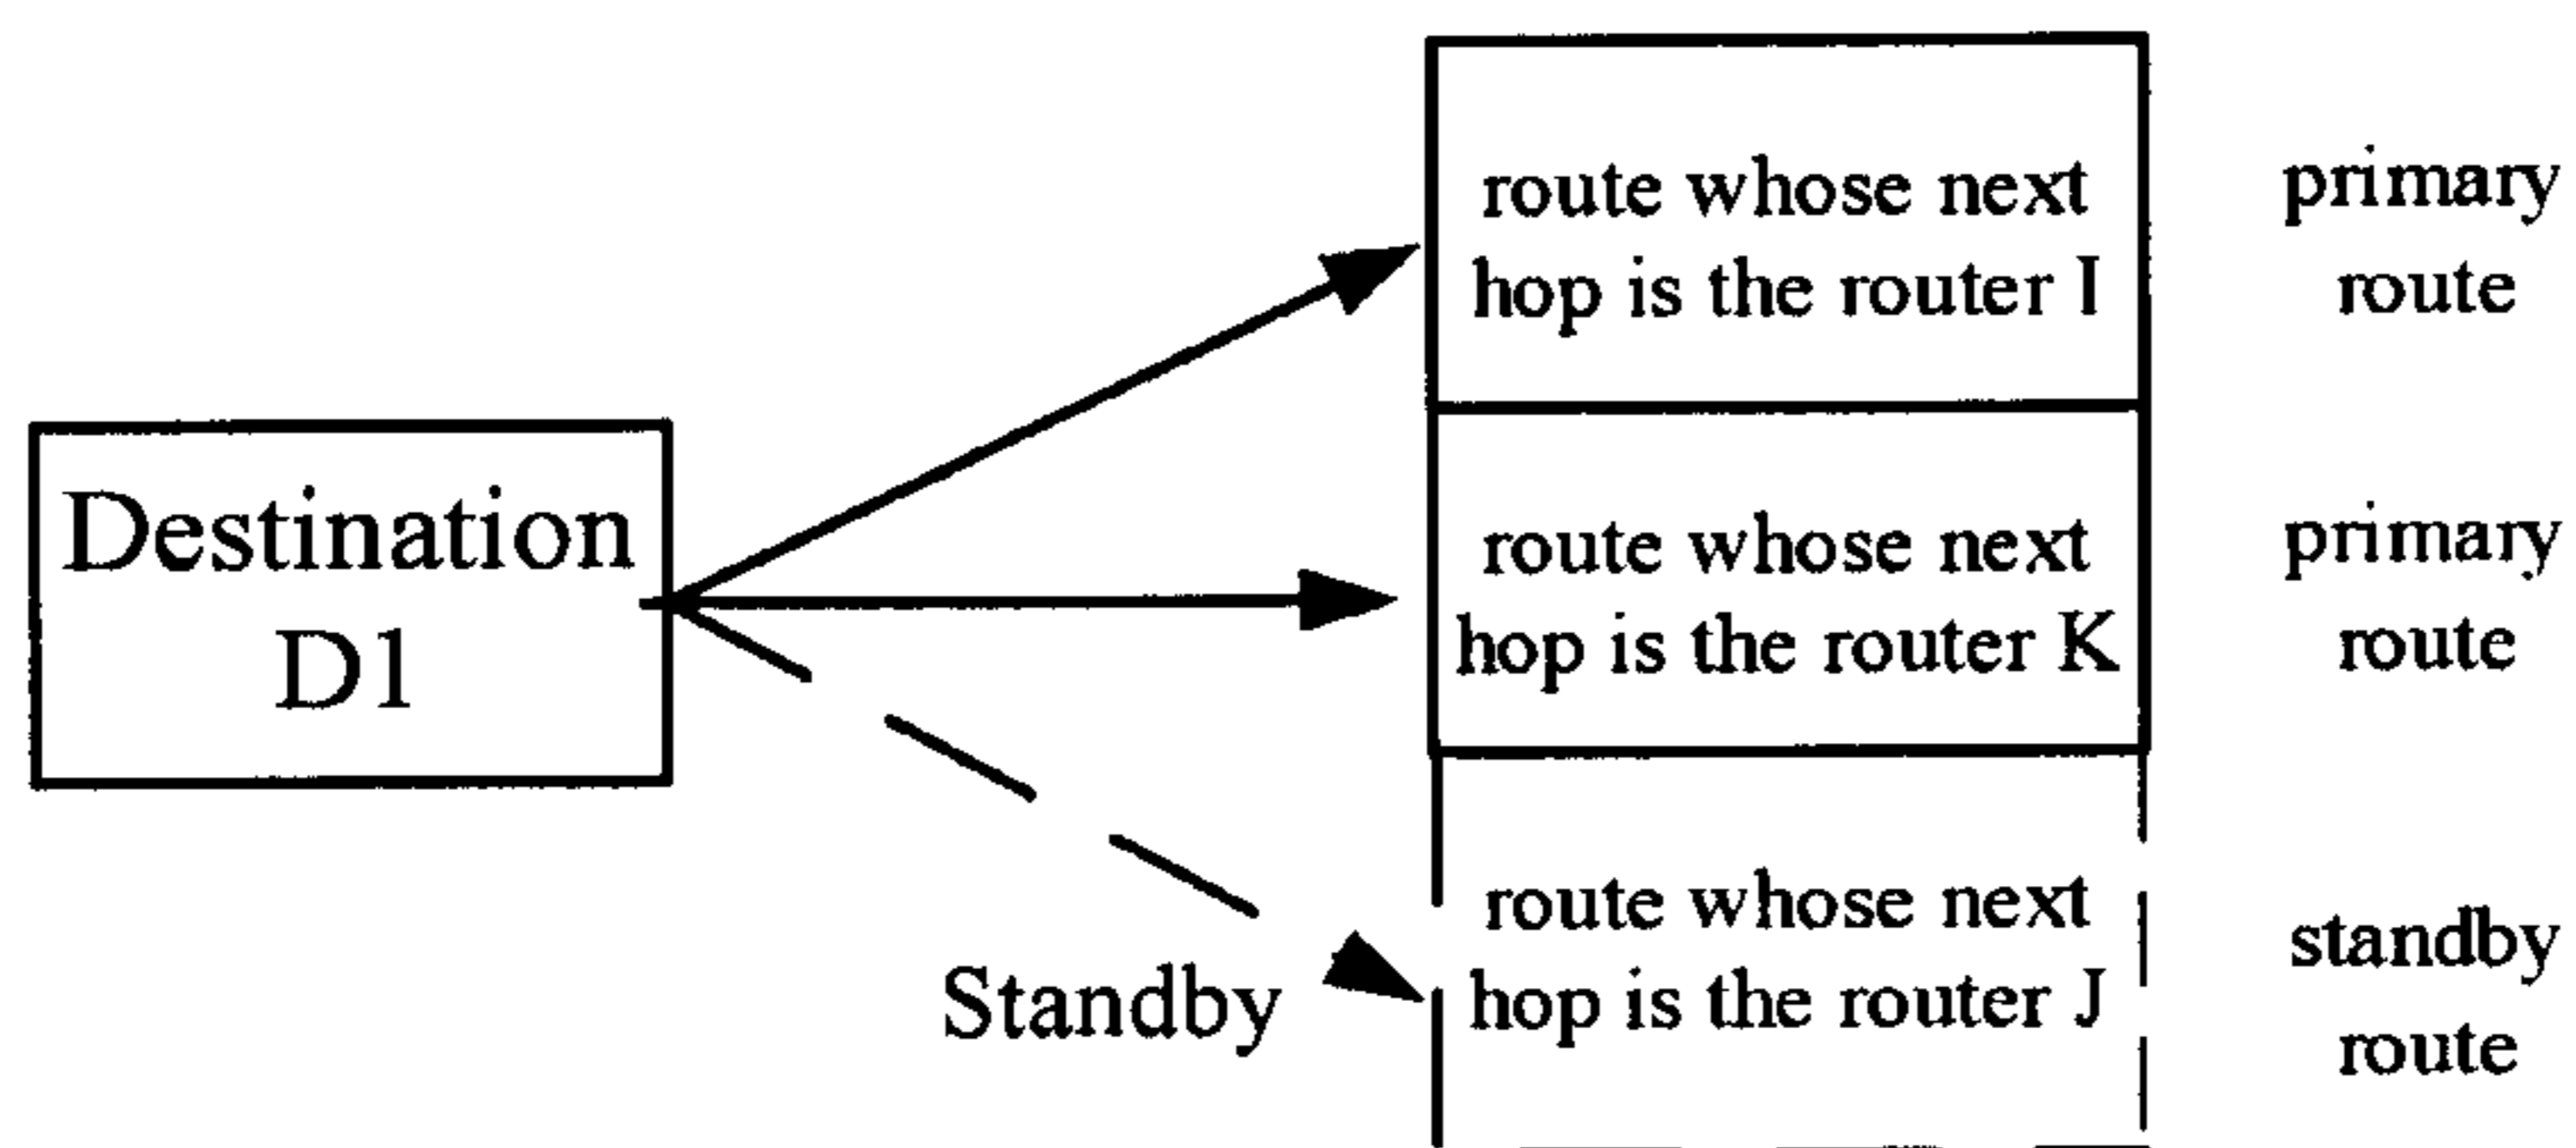 route whose next
hop is the router I
primary
route
Destination
D1
route whose next
hop is the router K
primary
route
Standby
route whose next
hop is the router J
standby
route